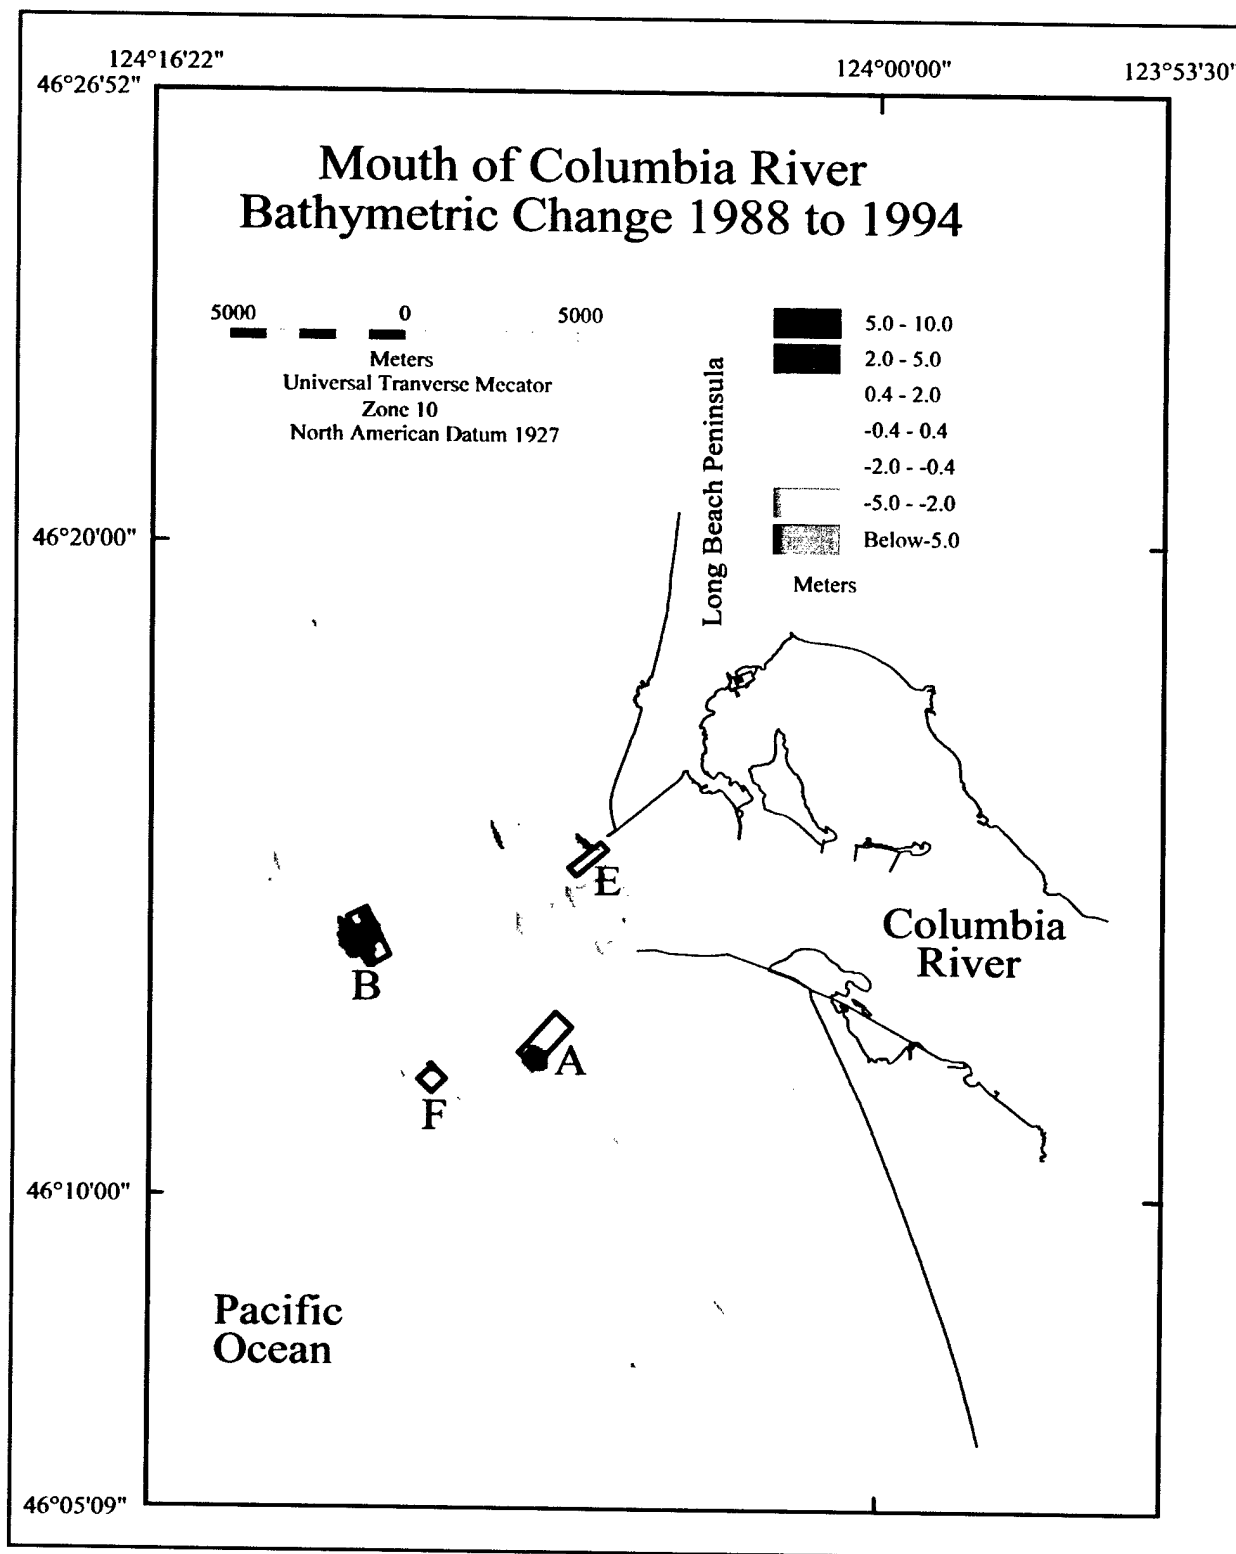 124°16'22"
124°00'00"
123°53'30"
46°26'52"
Mouth of Columbia River
Bathymetric Change 1988 to 1994
5000 0 5000
Meters
Universal Tranverse Mecator
Zone 10
North American Datum 1927
5.0 - 10.0
2.0 - 5.0
0.4 - 2.0
-0.4 - 0.4
-2.0 - -0.4
-5.0 - -2.0
Below-5.0
Meters
Long Beach Peninsula
46°20'00"
E
Columbia
River
B
A
F
46°10'00"
Pacific
Ocean
46°05'09"